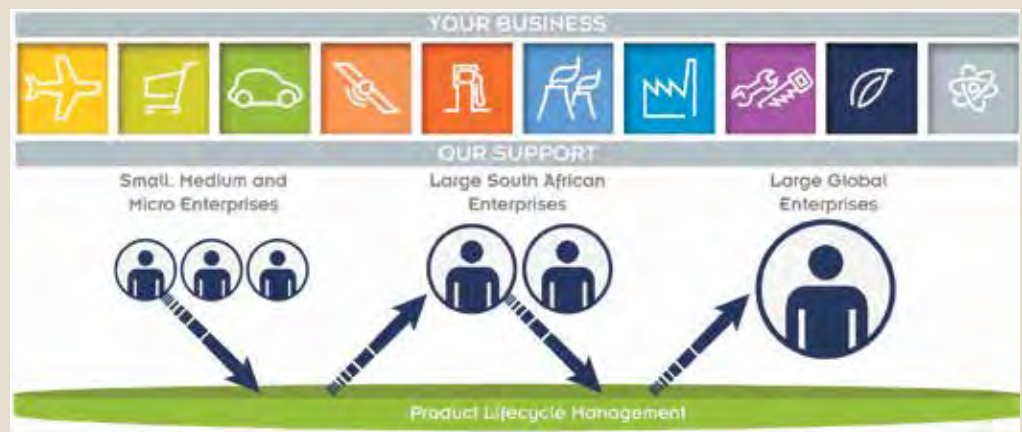 YOUR BUSINESS
OUR SUPPORT
Small, Medium and
Micro Enterprises
Large South African
Enterprises
Large Global
Enterprises
Product Lifecycle Management